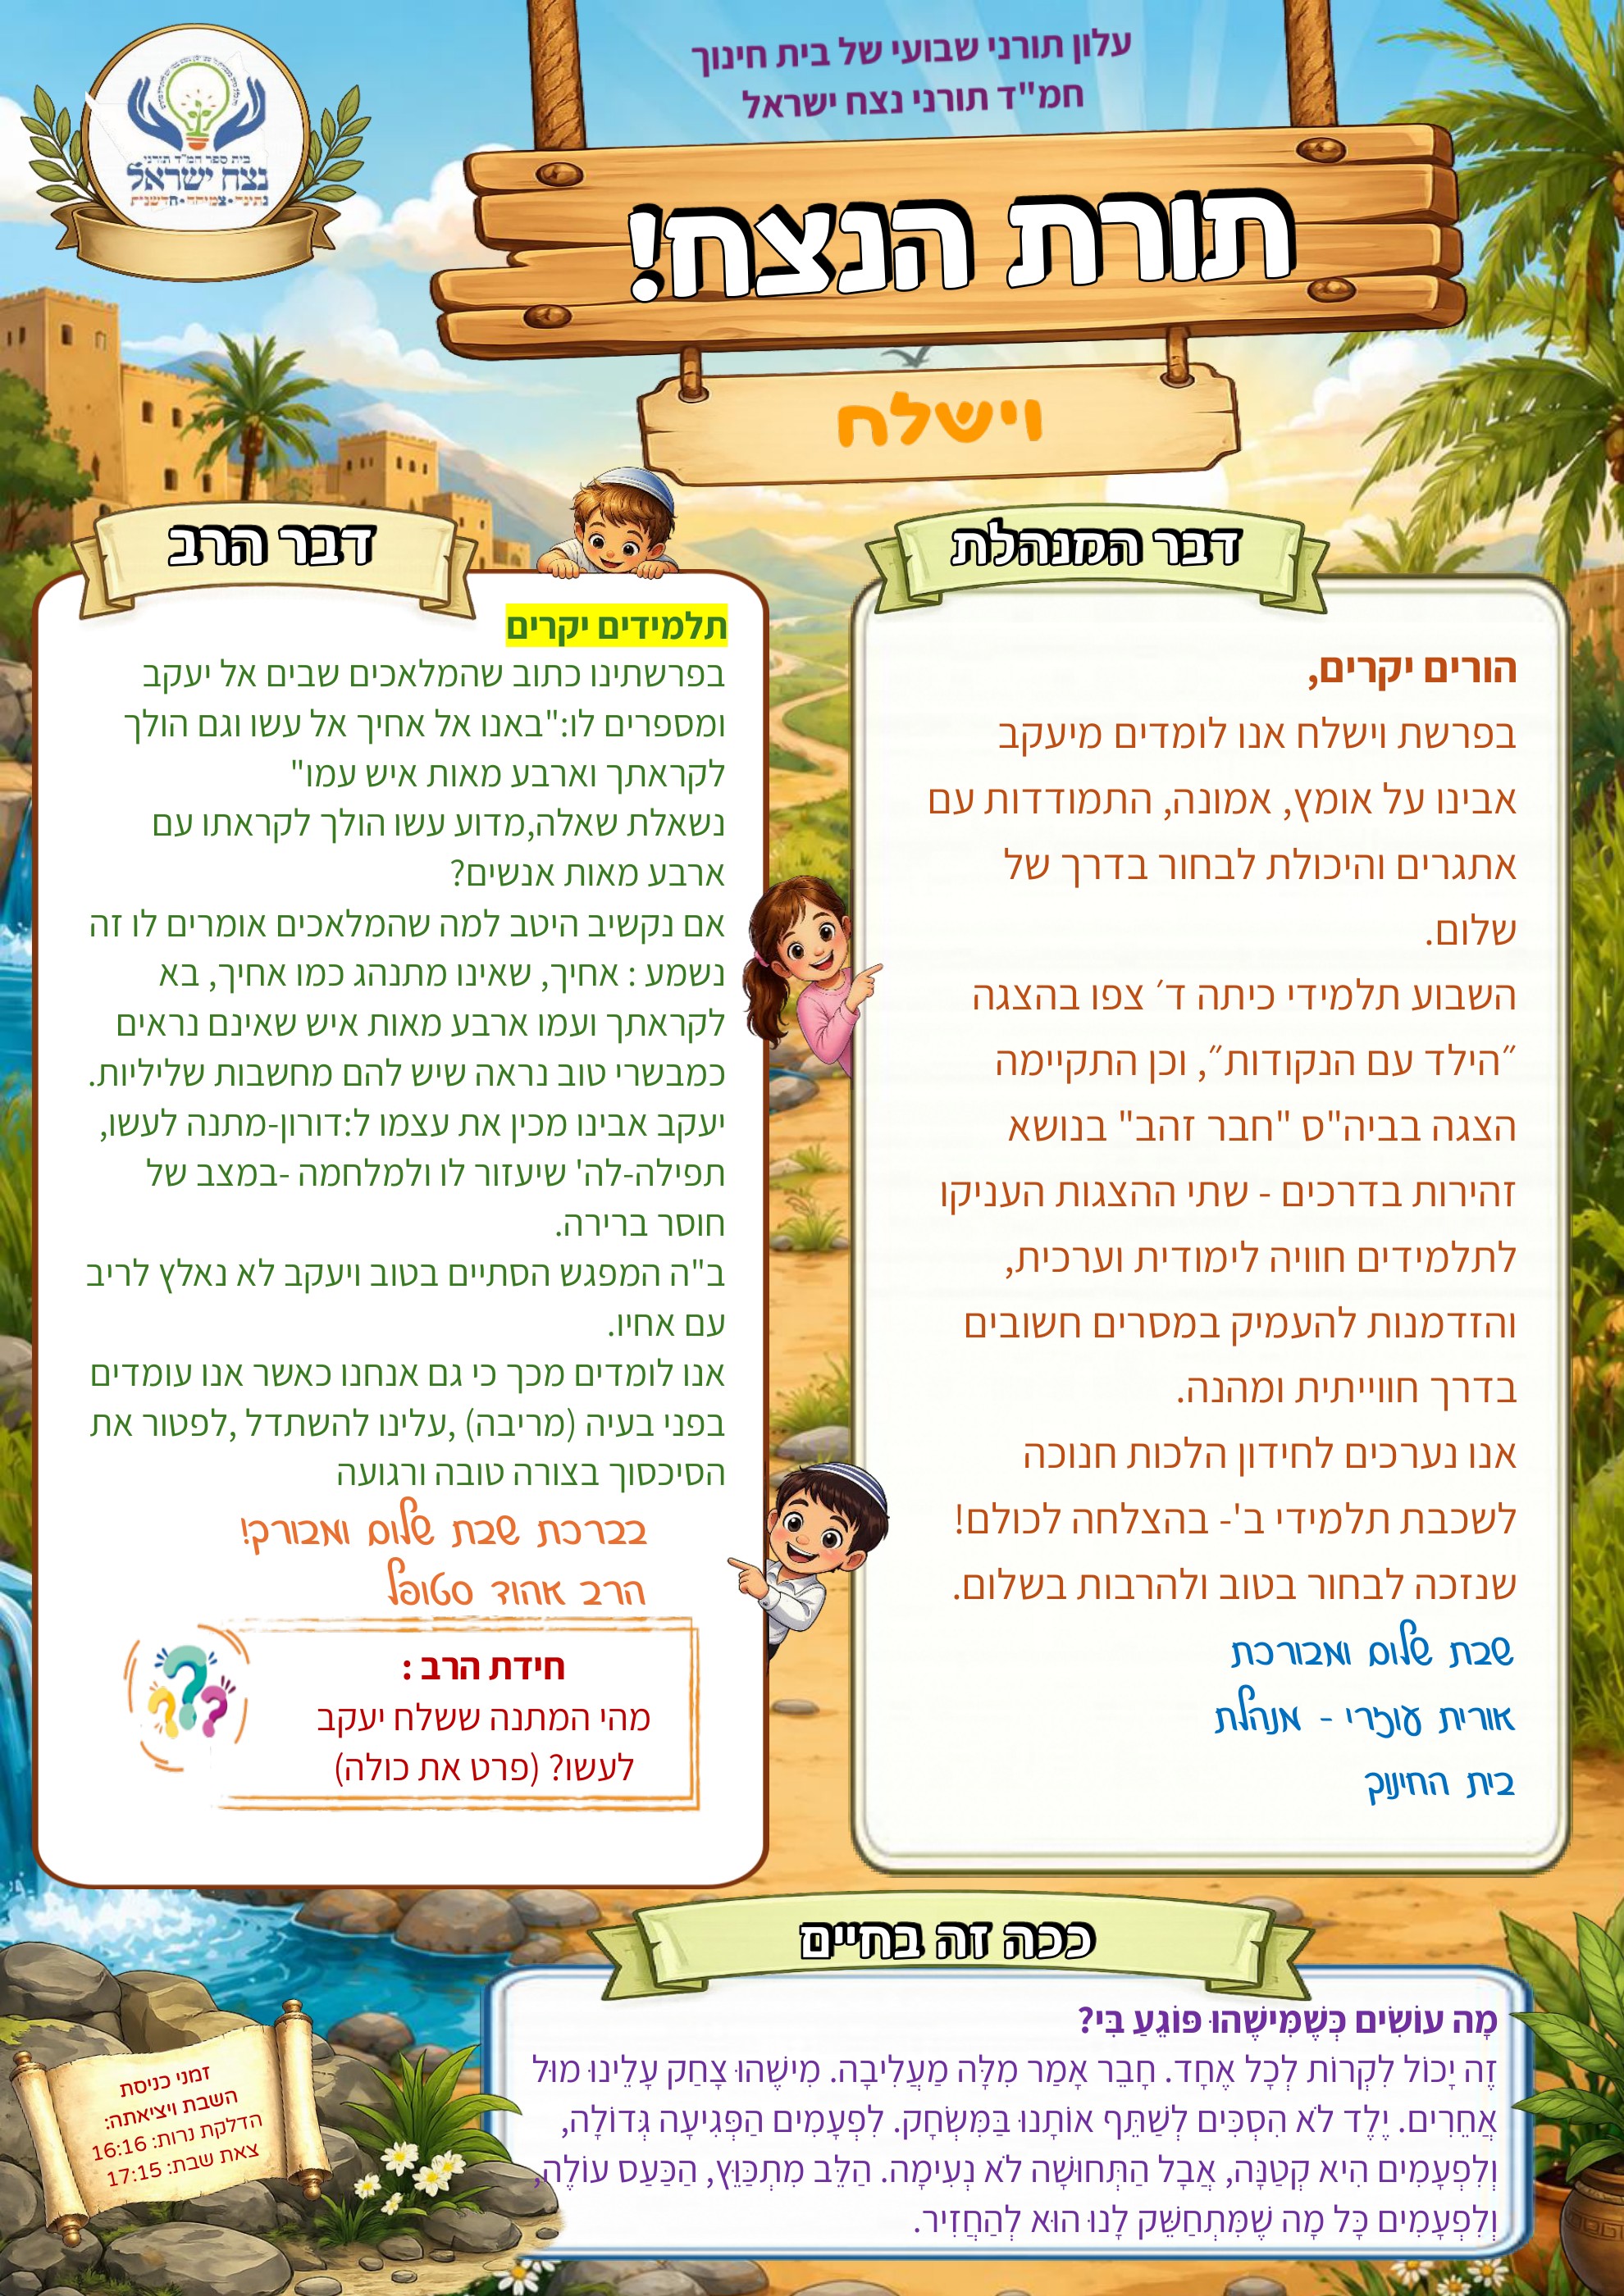 עלון תורני שבועי של בית חינוך
חמ"ד תורני נצח ישראל
בית ספר חמ"ד תורני
נצח ישראל
נתינה•צמיחה•חדשנות
תורת הנצח!
וישלח
דבר המנהלת
הורים יקרים,
בפרשת וישלח אנו לומדים מיעקב
אבינו על אומץ, אמונה, התמודדות עם
אתגרים והיכולת לבחור בדרך של
שלום.
השבוע תלמידי כיתה ד׳ צפו בהצגה
״הילד עם הנקודות״, וכן התקיימה
הצגה בביה"ס "חבר זהב" בנושא
זהירות בדרכים - שתי ההצגות העניקו
לתלמידים חוויה לימודית וערכית,
והזדמנות להעמיק במסרים חשובים
בדרך חווייתית ומהנה.
אנו נערכים לחידון הלכות חנוכה
לשכבת תלמידי ב'- בהצלחה לכולם!
שנזכה לבחור בטוב ולהרבות בשלום.
שבת שלום ומבורכת
אורית עוזרי - מנהלת
בית החינוך
דבר הרב
תלמידים יקרים
בפרשתינו כתוב שהמלאכים שבים אל יעקב
ומספרים לו:"באנו אל אחיך אל עשו וגם הולך
לקראתך וארבע מאות איש עמו"
נשאלת שאלה,מדוע עשו הולך לקראתו עם
ארבע מאות אנשים?
אם נקשיב היטב למה שהמלאכים אומרים לו זה
נשמע : אחיך, שאינו מתנהג כמו אחיך, בא
לקראתך ועמו ארבע מאות איש שאינם נראים
כמבשרי טוב נראה שיש להם מחשבות שליליות.
יעקב אבינו מכין את עצמו ל:דורון-מתנה לעשו,
תפילה-לה' שיעזור לו ולמלחמה -במצב של
חוסר ברירה.
ב"ה המפגש הסתיים בטוב ויעקב לא נאלץ לריב
עם אחיו.
אנו לומדים מכך כי גם אנחנו כאשר אנו עומדים
בפני בעיה (מריבה) ,עלינו להשתדל ,לפטור את
הסיכסוך בצורה טובה ורגועה
בברכת שבת שלום ומבורך!
הרב אהוד סטופל
חידת הרב :
מהי המתנה ששלח יעקב
לעשו? (פרט את כולה)
ככה זה בחיים
מָה עוֹשִׂים כְּשֶׁמִּישֶׁהוּ פּוֹגֵעַ בִּי?
זֶה יָכוֹל לִקְרוֹת לְכָל אֶחָד. חָבֵר אָמַר מִלָּה מַעֲלִיבָה. מִישֶׁהוּ צָחַק עָלֵינוּ מוּל
אֲחֵרִים. יֶלֶד לֹא הִסְכִּים לְשַׁתֵּף אוֹתָנוּ בַּמִּשְׂחָק. לִפְעָמִים הַפְּגִיעָה גְּדוֹלָה,
וְלִפְעָמִים הִיא קְטַנָּה, אֲבָל הַתְּחוּשָׁה לֹא נְעִימָה. הַלֵּב מִתְכַּוֵּץ, הַכַּעַס עוֹלֶה,
וְלִפְעָמִים כָּל מָה שֶׁמִּתְחַשֵּׁק לָנוּ הוּא לְהַחֲזִיר.
זמני כניסת
השבת ויציאתה:
הדלקת נרות: 16:16
צאת שבת: 17:15